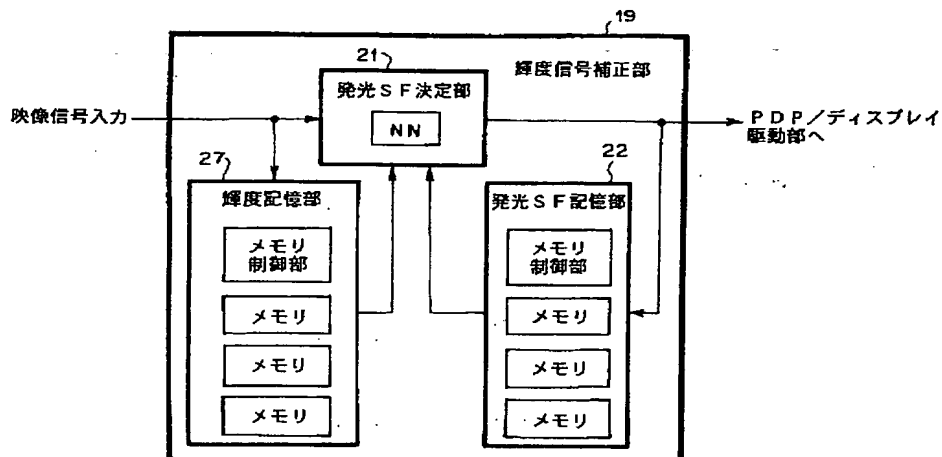 19
輝度信号補正部
21
発光SF決定部
NN
映像信号入力
PDP/ディスプレイ
駆動部へ
27
輝度記憶部
メモリ
制御部
メモリ
メモリ
メモリ
22
発光SF記憶部
メモリ
制御部
メモリ
メモリ
メモリ